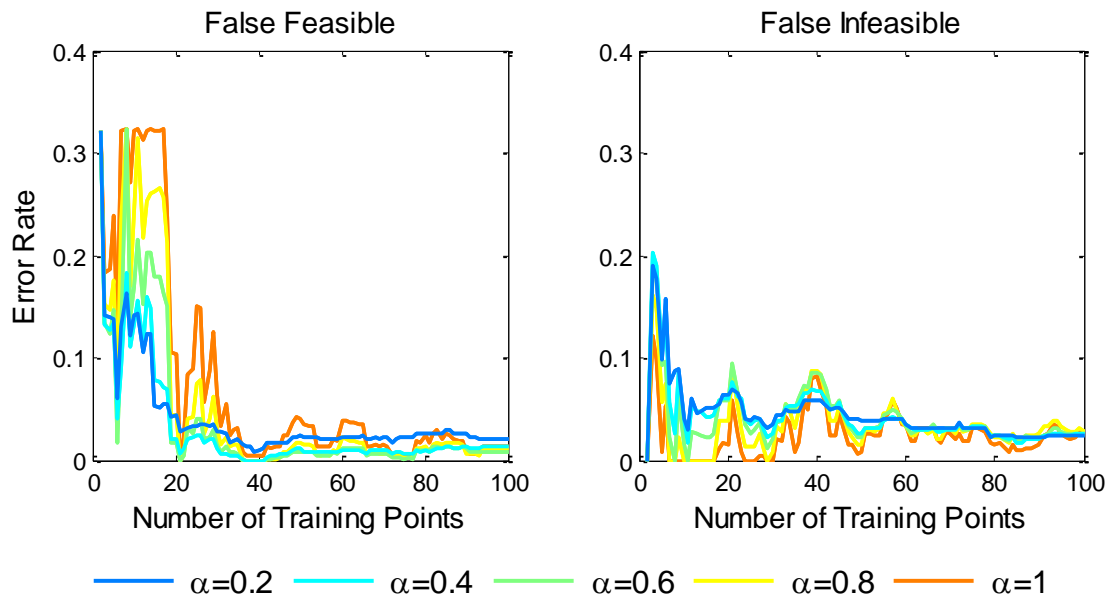 False Feasible
False Infeasible
0.4
0.3
0.2
0.1
0
Error Rate
0 20 40 60 80 100
Number of Training Points
0.4
0.3
0.2
0.1
0
0 20 40 60 80 100
Number of Training Points
α=0.2 α=0.4 α=0.6 α=0.8 α=1